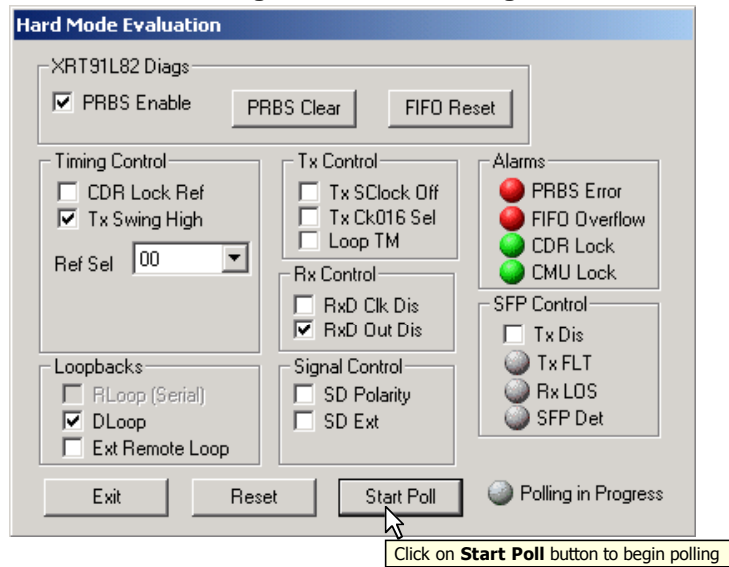 Hard Mode Evaluation
XRT91L82 Diags
PRBS Enable
PRBS Clear
FIFO Reset
Timing Control
CDR Lock Ref
Tx Swing High
Ref Sel 00
Tx Control
Tx SClock Off
Tx Ck016 Sel
Loop TM
Rx Control
RxD Clk Dis
RxD Out Dis
Alarms
PRBS Error
FIFO Overflow
CDR Lock
CMU Lock
SFP Control
Tx Dis
Tx FLT
Rx LOS
SFP Det
Loopbacks
RLoop (Serial)
DLoop
Ext Remote Loop
Signal Control
SD Polarity
SD Ext
Exit
Reset
Start Poll
Polling in Progress
Click on Start Poll button to begin polling